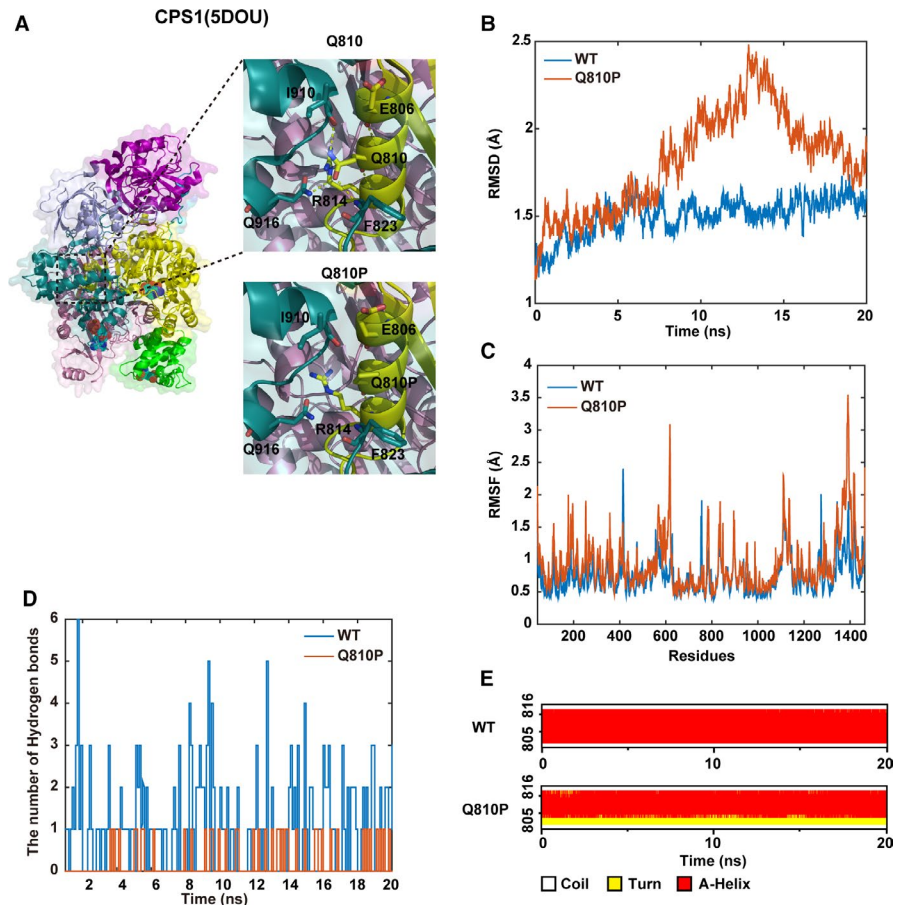 CPS1(5DOU)
A
Q810
I910
E806
Q810
R814
Q916
F823
Q810P
I910
E806
Q810P
R814
Q916
F823
B
2.5
2
1.5
1
RMSD (Å)
WT
Q810P
0
5
10
15
20
Time (ns)
C
4
3.5
3
2.5
2
1.5
1
0.5
0
RMSF (Å)
WT
Q810P
200
400
600
800
1000
1200
1400
Residues
D
6
5
4
3
2
1
0
The number of Hydrogen bonds
WT
Q810P
2
4
6
8
10
12
14
16
18
20
Time (ns)
E
WT
816
805
0
10
20
Q810P
816
805
0
10
20
Time (ns)
Coil
Turn
A-Helix